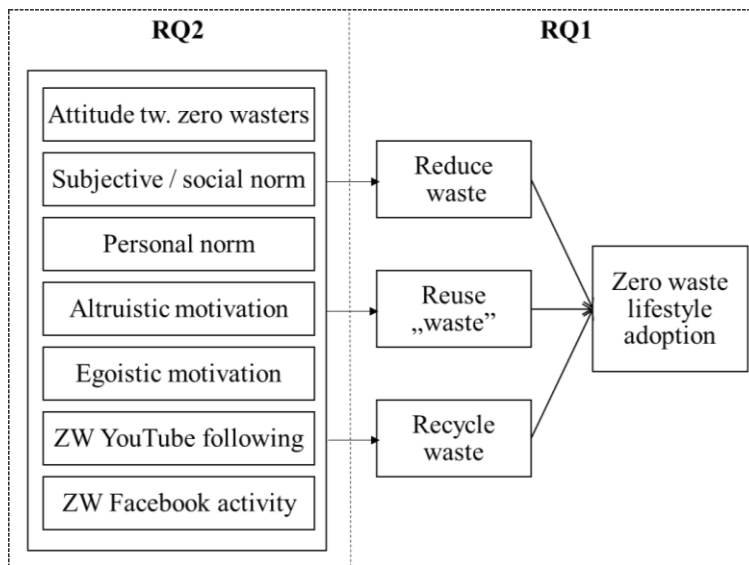 RQ2
Attitude tw. zero wasters
Subjective / social norm
Personal norm
Altruistic motivation
Egoistic motivation
ZW YouTube following
ZW Facebook activity
RQ1
Reduce
waste
Reuse
„waste”
Recycle
waste
Zero waste
lifestyle
adoption